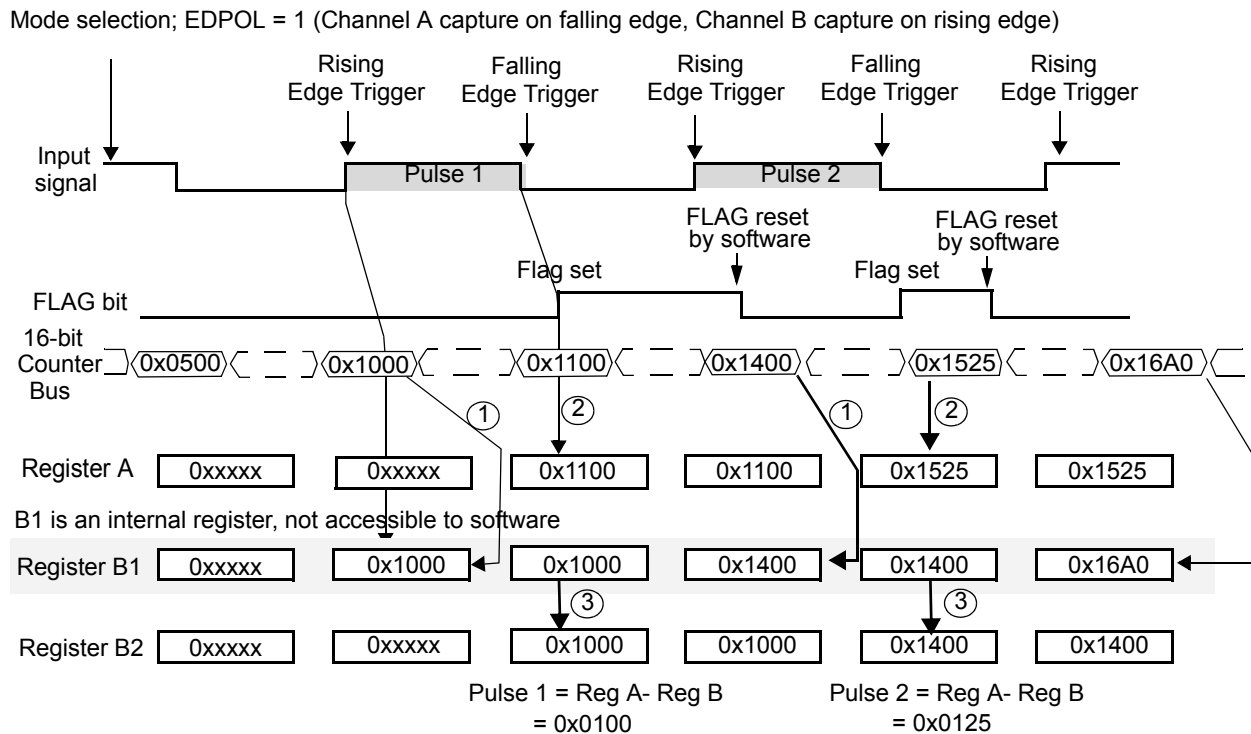 Mode selection; EDPOL = 1 (Channel A capture on falling edge, Channel B capture on rising edge)
Rising
Edge Trigger
Falling
Edge Trigger
Rising
Edge Trigger
Falling
Edge Trigger
Rising
Edge Trigger
Input
signal
Pulse 1
Pulse 2
FLAG reset
by software
FLAG reset
by software
Flag set
Flag set
FLAG bit
16-bit
Counter
Bus
0x0500
0x1000
0x1100
0x1400
0x1525
0x16A0
1
2
1
2
Register A
0xxxxx
0xxxxx
0x1100
0x1100
0x1525
0x1525
B1 is an internal register, not accessible to software
Register B1
0xxxxx
0x1000
0x1000
0x1400
0x1400
0x16A0
3
3
Register B2
0xxxxx
0xxxxx
0x1000
0x1000
0x1400
0x1400
Pulse 1 = Reg A- Reg B
= 0x0100
Pulse 2 = Reg A- Reg B
= 0x0125